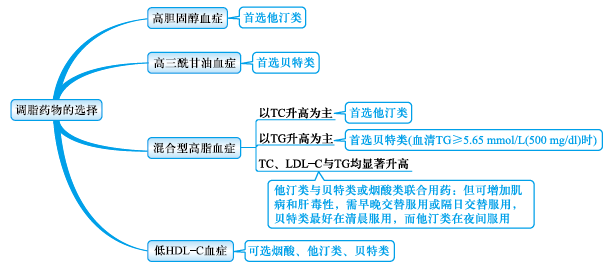 调脂药物的选择
高胆固醇血症
首选他汀类
高三酰甘油血症
首选贝特类
混合型高脂血症
以TC升高为主
首选他汀类
以TG升高为主
首选贝特类(血清TG≥5.65 mmol/L(500 mg/dl)时)
TC、LDL-C与TG均显著升高
他汀类与贝特类或烟酸类联合用药；但可增加肌
病和肝毒性，需早晚交替服用或隔日交替服用，
贝特类最好在清晨服用，而他汀类在夜间服用
低HDL-C血症
可选烟酸、他汀类、贝特类